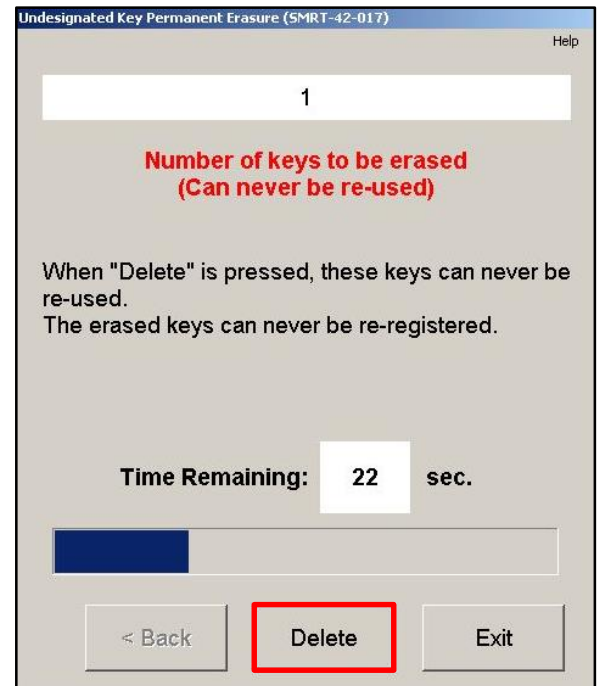 Undesignated Key Permanent Erasure (SMRT-42-017)
Help
1
Number of keys to be erased
(Can never be re-used)
When "Delete" is pressed, these keys can never be
re-used.
The erased keys can never be re-registered.
Time Remaining: 22 sec.
< Back Delete Exit